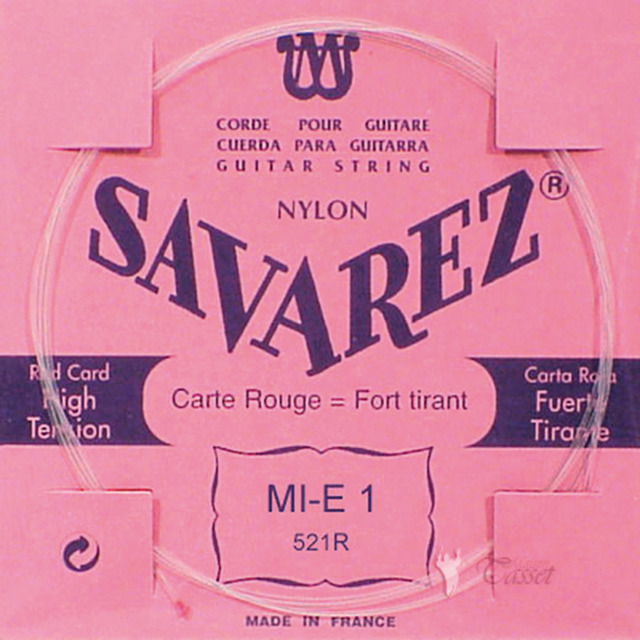 CORDE POUR GUITARE
CUERDA PARA GUITARRA
GUITAR STRING
NYLON
SAVAREZ®
Red Card
High
Tension
Carte Rouge = Fort tirant
Carta Roja
Fuerte
Tirante
MI-E 1
521R
Tasset
MADE IN FRANCE